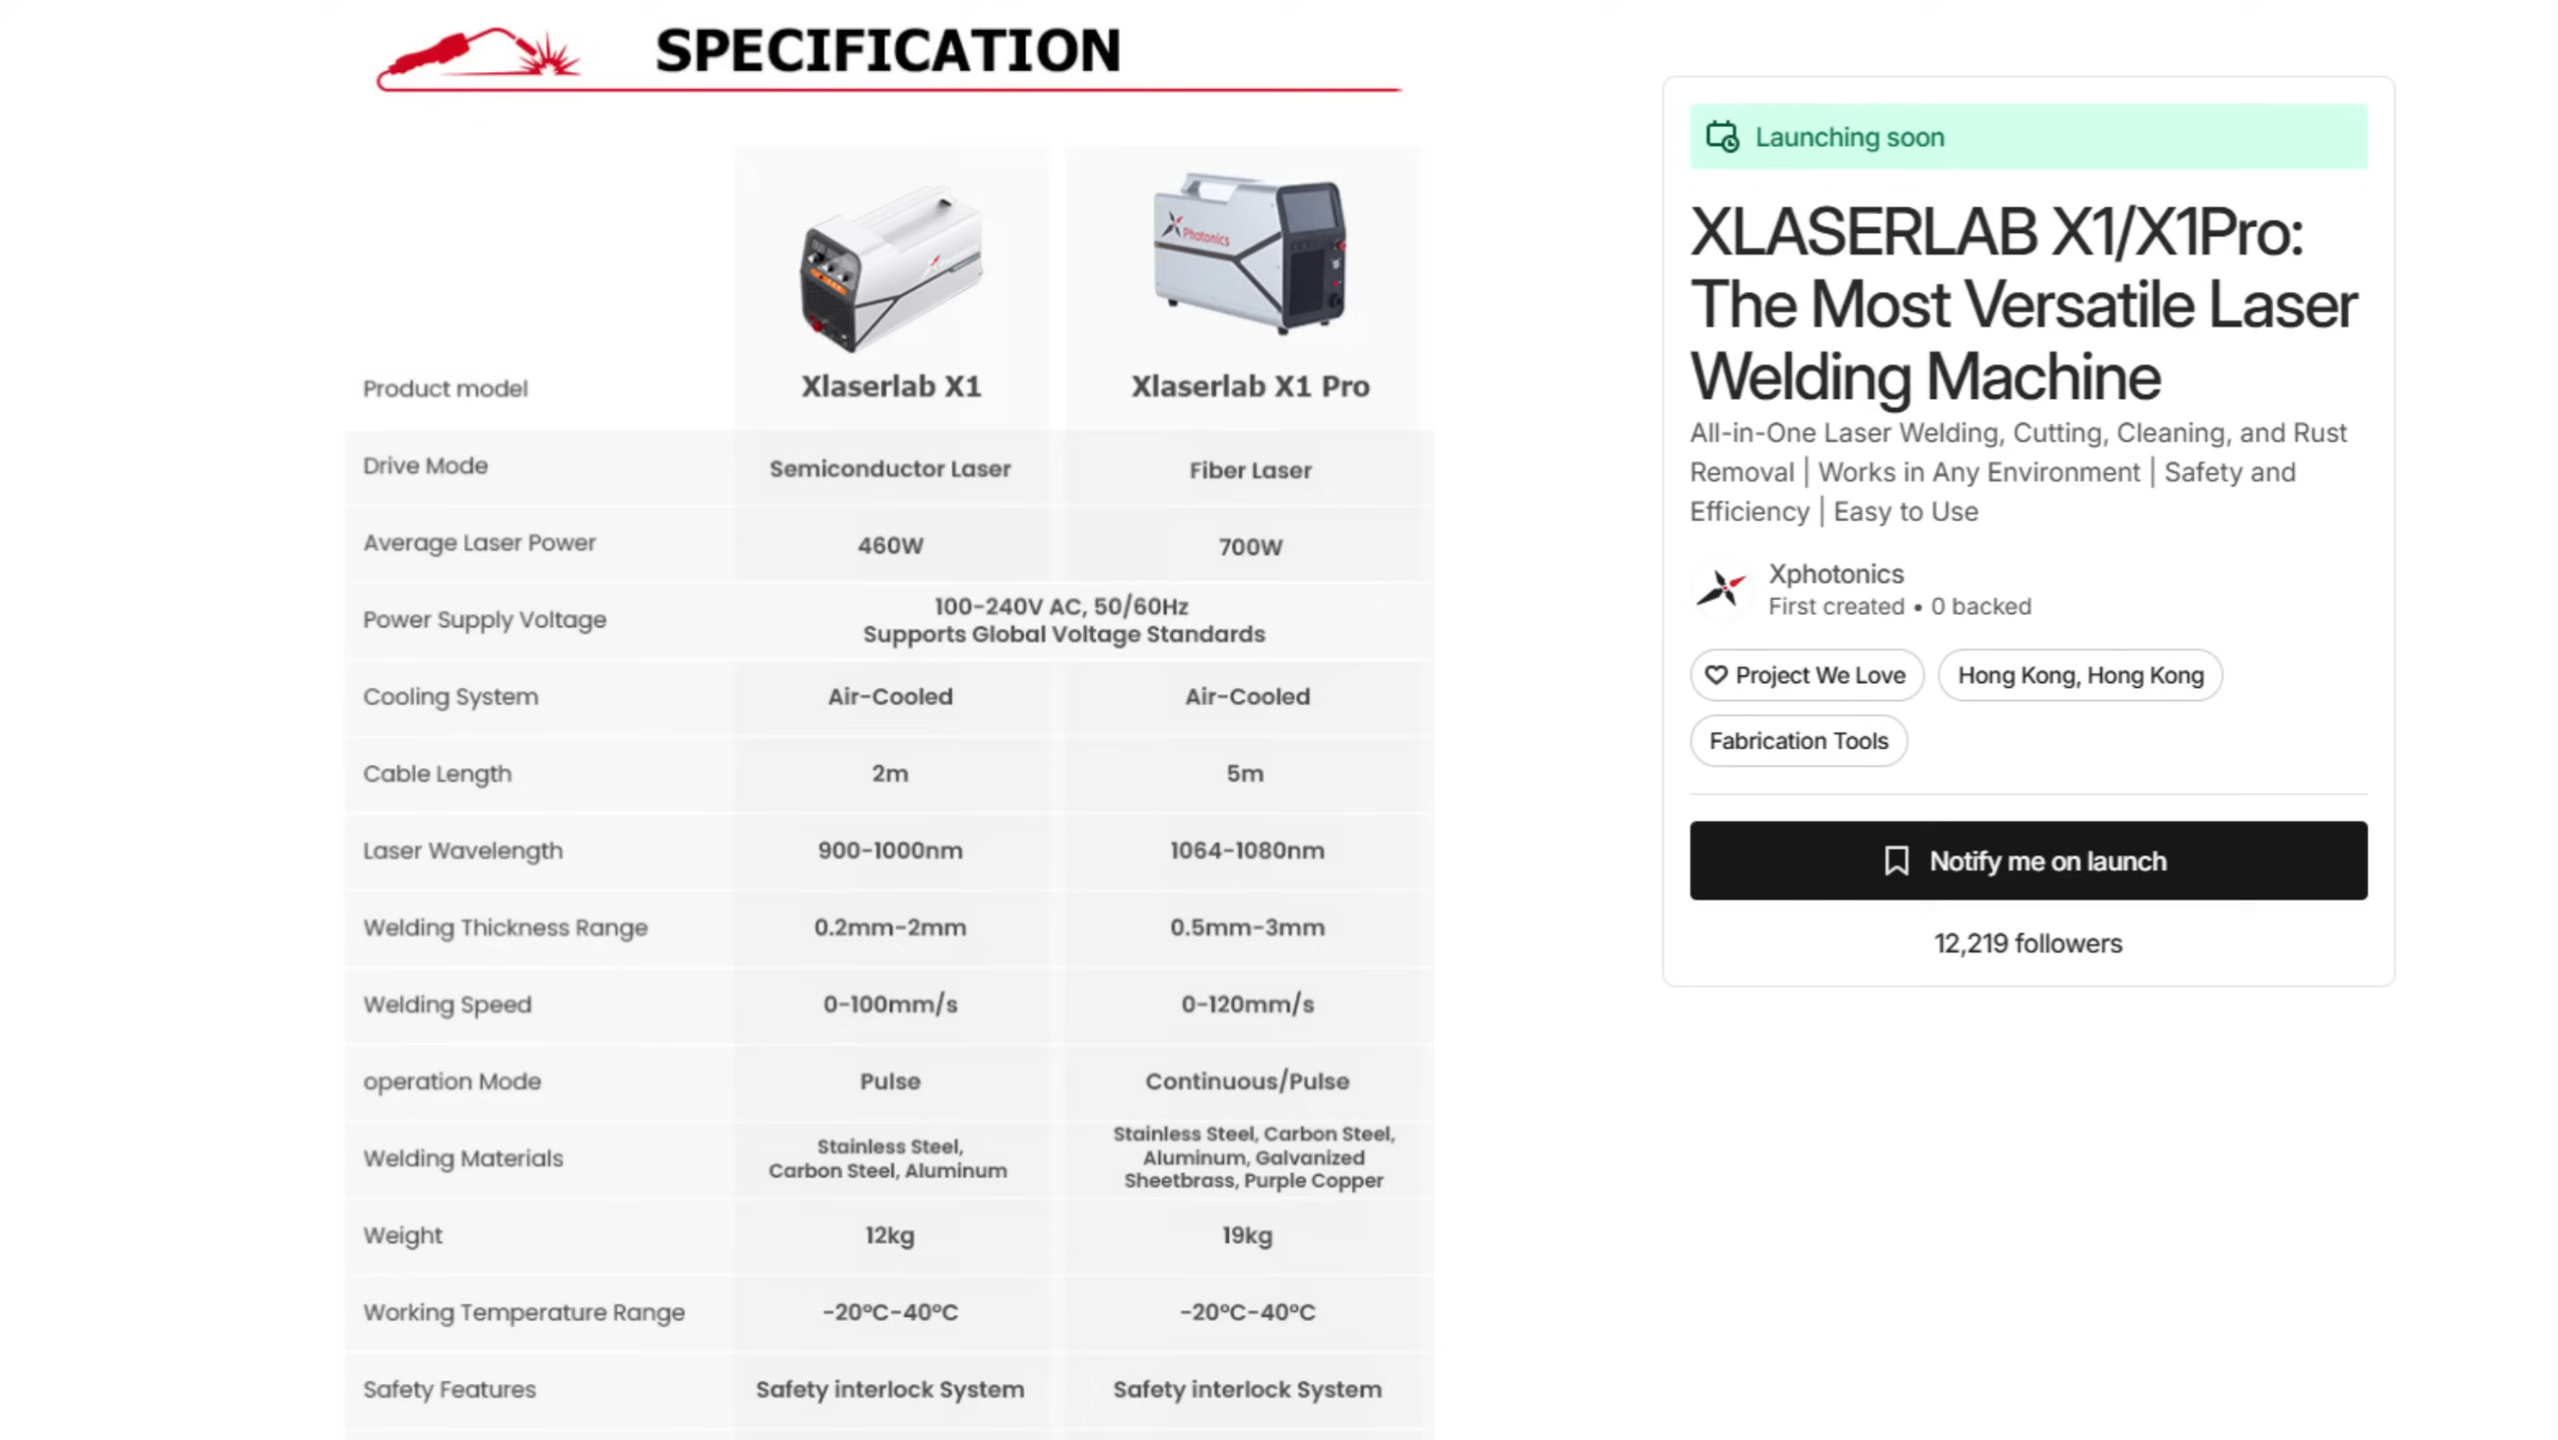 SPECIFICATION
Photonics
Product model
Xlaserlab X1
Xlaserlab X1 Pro
Drive Mode
Semiconductor Laser
Fiber Laser
Average Laser Power
460W
700W
Power Supply Voltage
100-240V AC, 50/60Hz
Supports Global Voltage Standards
Cooling System
Air-Cooled
Air-Cooled
Cable Length
2m
5m
Laser Wavelength
900-1000nm
1064-1080nm
Welding Thickness Range
0.2mm-2mm
0.5mm-3mm
Welding Speed
0-100mm/s
0-120mm/s
operation Mode
Pulse
Continuous/Pulse
Welding Materials
Stainless Steel,
Carbon Steel, Aluminum
Stainless Steel, Carbon Steel,
Aluminum, Galvanized
Sheetbrass, Purple Copper
Weight
12kg
19kg
Working Temperature Range
-20°C-40°C
-20°C-40°C
Safety Features
Safety interlock System
Safety interlock System
Launching soon
XLASERLAB X1/X1Pro:
The Most Versatile Laser
Welding Machine
All-in-One Laser Welding, Cutting, Cleaning, and Rust
Removal | Works in Any Environment | Safety and
Efficiency | Easy to Use
Xphotonics
First created • 0 backed
Project We Love
Hong Kong, Hong Kong
Fabrication Tools
Notify me on launch
12,219 followers